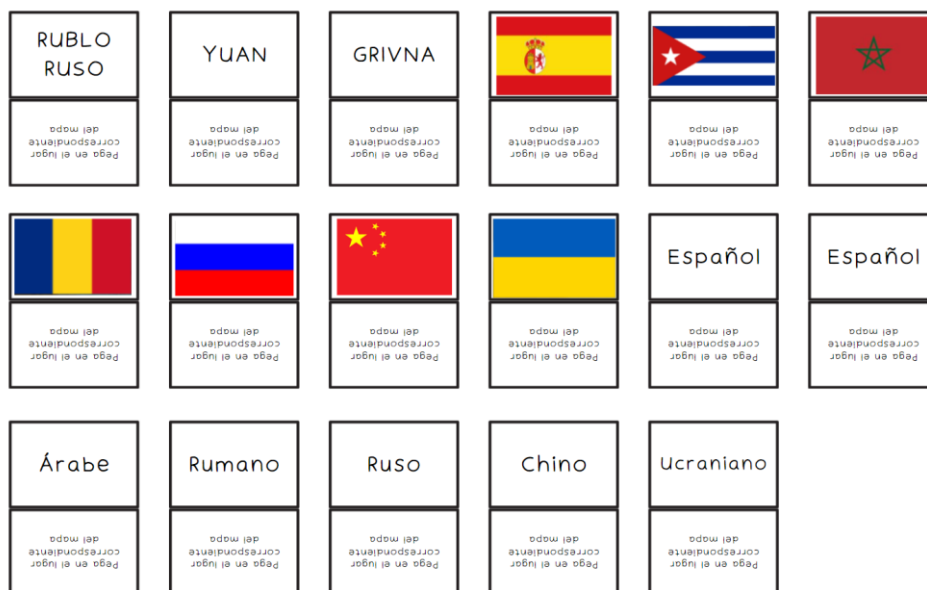 RUBLO
RUSO
Pega en el lugar
correspondiente
del mapa
YUAN
Pega en el lugar
correspondiente
del mapa
GRIVNA
Pega en el lugar
correspondiente
del mapa
Pega en el lugar
correspondiente
del mapa
Pega en el lugar
correspondiente
del mapa
Pega en el lugar
correspondiente
del mapa
Pega en el lugar
correspondiente
del mapa
Pega en el lugar
correspondiente
del mapa
Pega en el lugar
correspondiente
del mapa
Pega en el lugar
correspondiente
del mapa
Español
Pega en el lugar
correspondiente
del mapa
Español
Pega en el lugar
correspondiente
del mapa
Árabe
Pega en el lugar
correspondiente
del mapa
Rumano
Pega en el lugar
correspondiente
del mapa
Ruso
Pega en el lugar
correspondiente
del mapa
Chino
Pega en el lugar
correspondiente
del mapa
Ucraniano
Pega en el lugar
correspondiente
del mapa